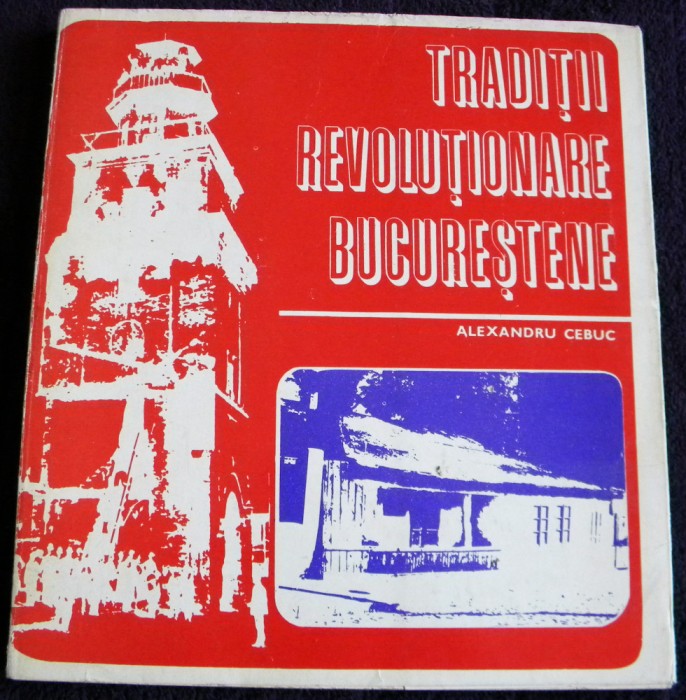 TRADIȚII
REVOLUȚIONARE
BUCUREȘTENE
ALEXANDRU CEBUC